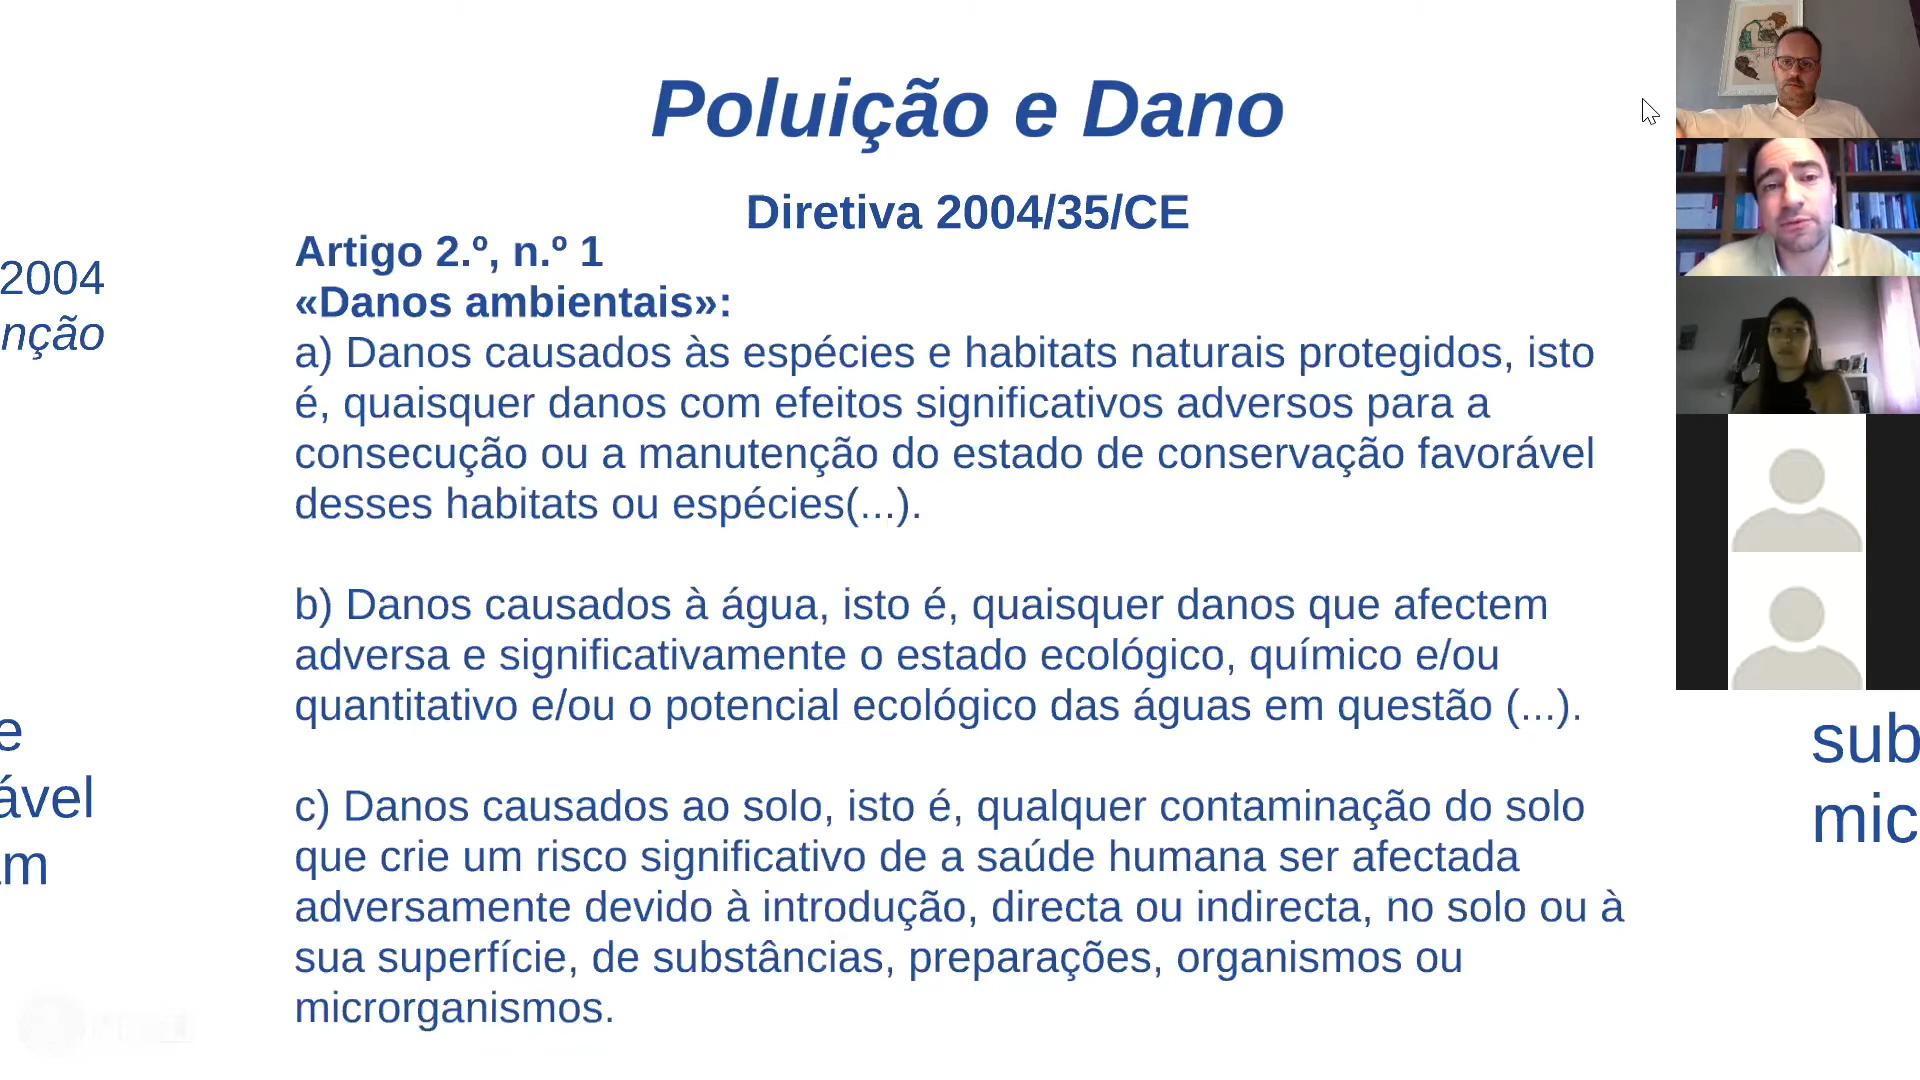 Poluição e Dano
Diretiva 2004/35/CE
Artigo 2.º, n.º 1
«Danos ambientais»:
a) Danos causados às espécies e habitats naturais protegidos, isto
é, quaisquer danos com efeitos significativos adversos para a
consecução ou a manutenção do estado de conservação favorável
desses habitats ou espécies(...).
b) Danos causados à água, isto é, quaisquer danos que afectem
adversa e significativamente o estado ecológico, químico e/ou
quantitativo e/ou o potencial ecológico das águas em questão (...).
c) Danos causados ao solo, isto é, qualquer contaminação do solo
que crie um risco significativo de a saúde humana ser afectada
adversamente devido à introdução, directa ou indirecta, no solo ou à
sua superfície, de substâncias, preparações, organismos ou
microrganismos.
2004
nção
e
ável
am
sub
mic